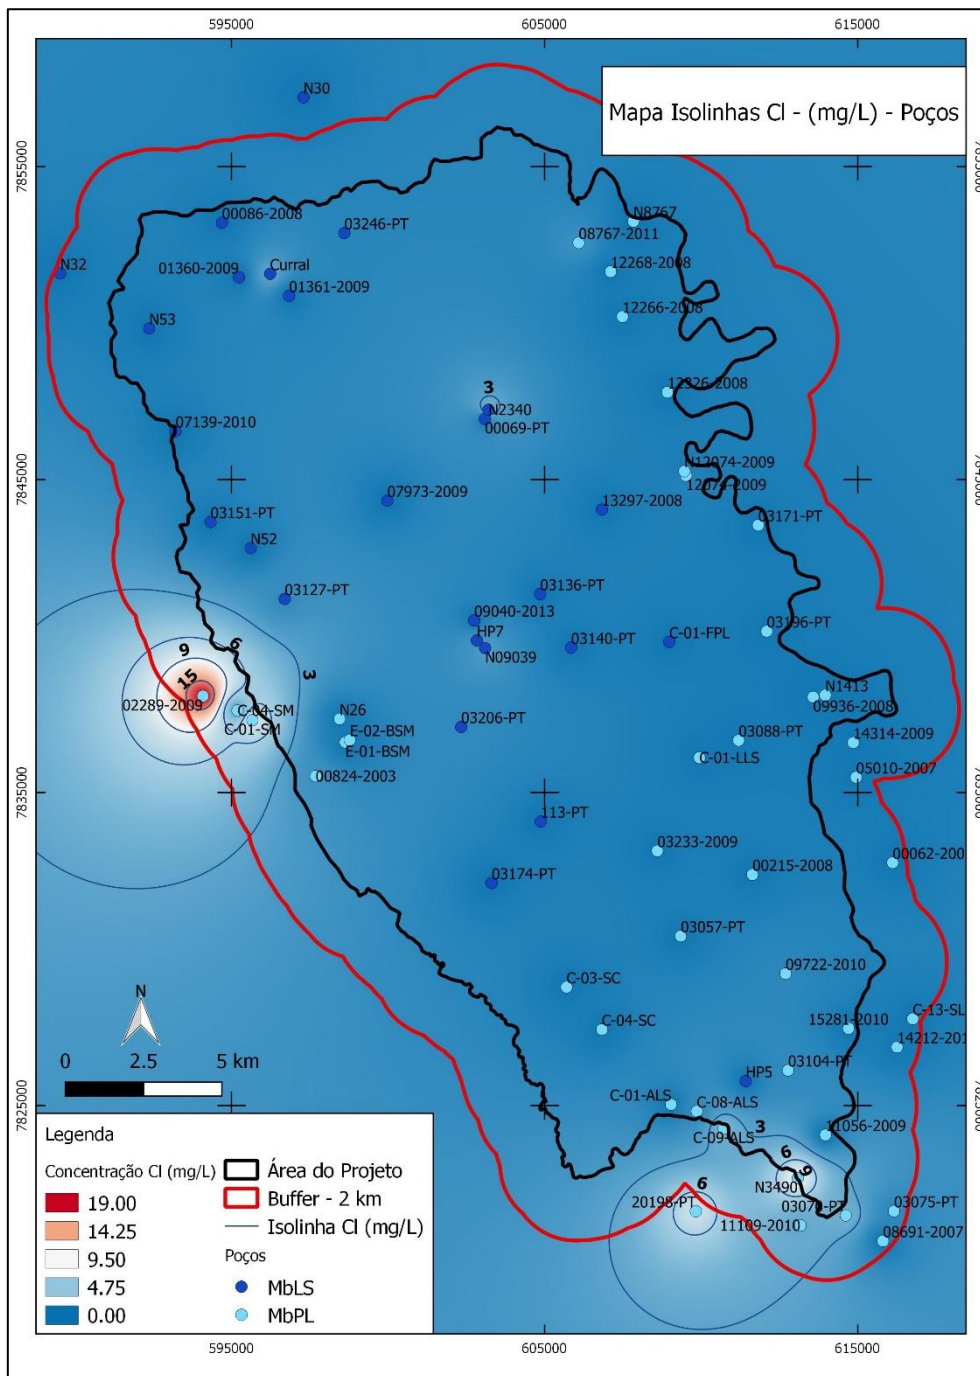 595000
605000
615000
Mapa Isolinhas Cl - (mg/L) - Poços
N30
7855000
00086-2008
03246-PT
N8767
08767-2011
N32
01360-2009
Curral
01361-2009
12268-2008
N53
12266-2008
3
N2340
00069-PT
12326-2008
07139-2010
N12074-2009
12074-2009
7845000
07973-2009
13297-2008
03151-PT
03171-PT
N52
03127-PT
03136-PT
09040-2013
HP7
N09039
03140-PT
C-01-FPL
03196-PT
9
6
3
15
02289-2009
C-04-SM
C-01-SM
N26
E-02-BSM
E-01-BSM
00824-2003
03206-PT
N1413
09936-2008
03088-PT
14314-2009
C-01-LLS
05010-2007
7835000
113-PT
03233-2009
00062-200
00215-2008
03174-PT
03057-PT
09722-2010
C-03-SC
C-04-SC
C-13-SL
15281-2010
14212-201
03104-PT
HP5
N
0
2.5
5 km
7825000
C-01-ALS
C-08-ALS
C-09-ALS
3
11056-2009
6
9
N3490
6
20198-PT
11109-2010
03075-PT
08691-2007
Legenda
Concentração Cl (mg/L)
19.00
14.25
9.50
4.75
0.00
Área do Projeto
Buffer - 2 km
Isolinha Cl (mg/L)
Poços
MbLS
MbPL
595000
605000
615000